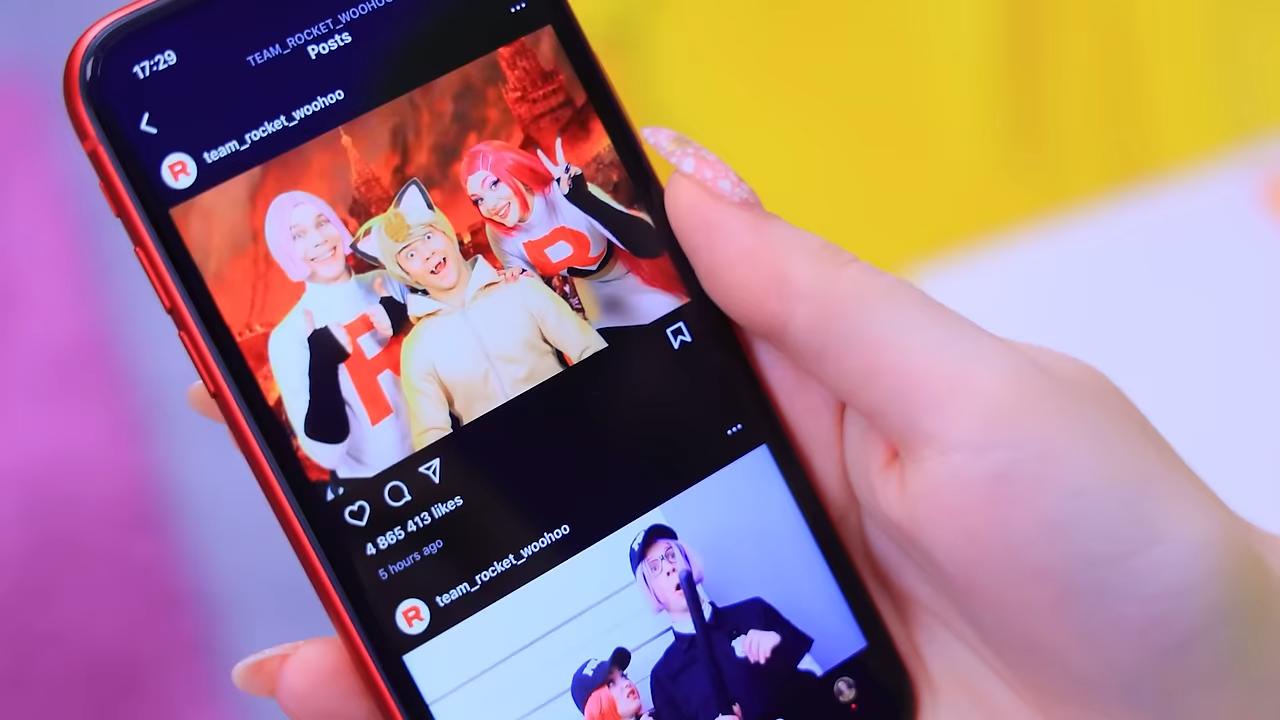 17:29
TEAM_ROCKET_WOOHOO
Posts
team_rocket_woohoo
R
R
R
4 865 413 likes
5 hours ago
team_rocket_woohoo
R